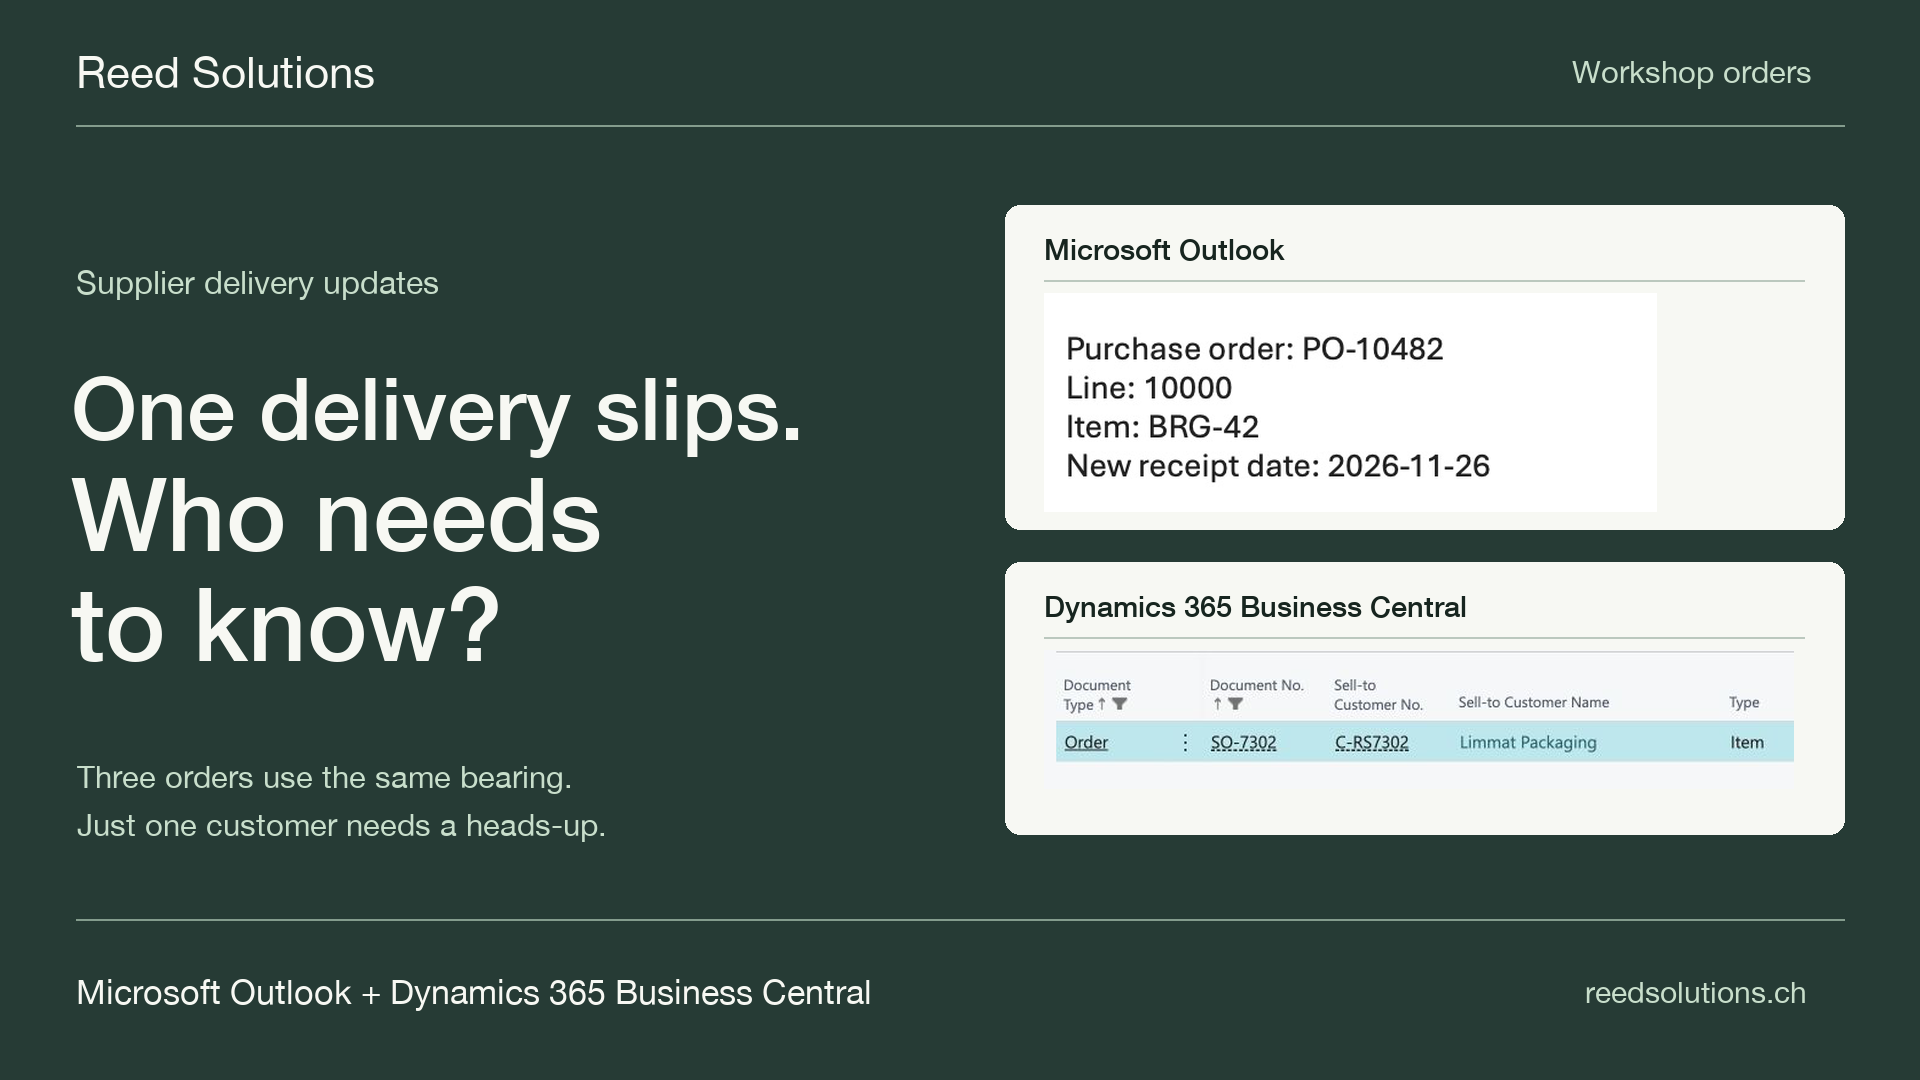 Reed Solutions
Workshop orders
Supplier delivery updates
One delivery slips.
Who needs
to know?
Three orders use the same bearing.
Just one customer needs a heads-up.
Microsoft Outlook
Purchase order: PO-10482
Line: 10000
Item: BRG-42
New receipt date: 2026-11-26
Dynamics 365 Business Central
Document Type ↑ Document No. ↑ Sell-to Customer No. Sell-to Customer Name Type
Order SO-7302 C-RS7302 Limmat Packaging Item
Microsoft Outlook + Dynamics 365 Business Central
reedsolutions.ch